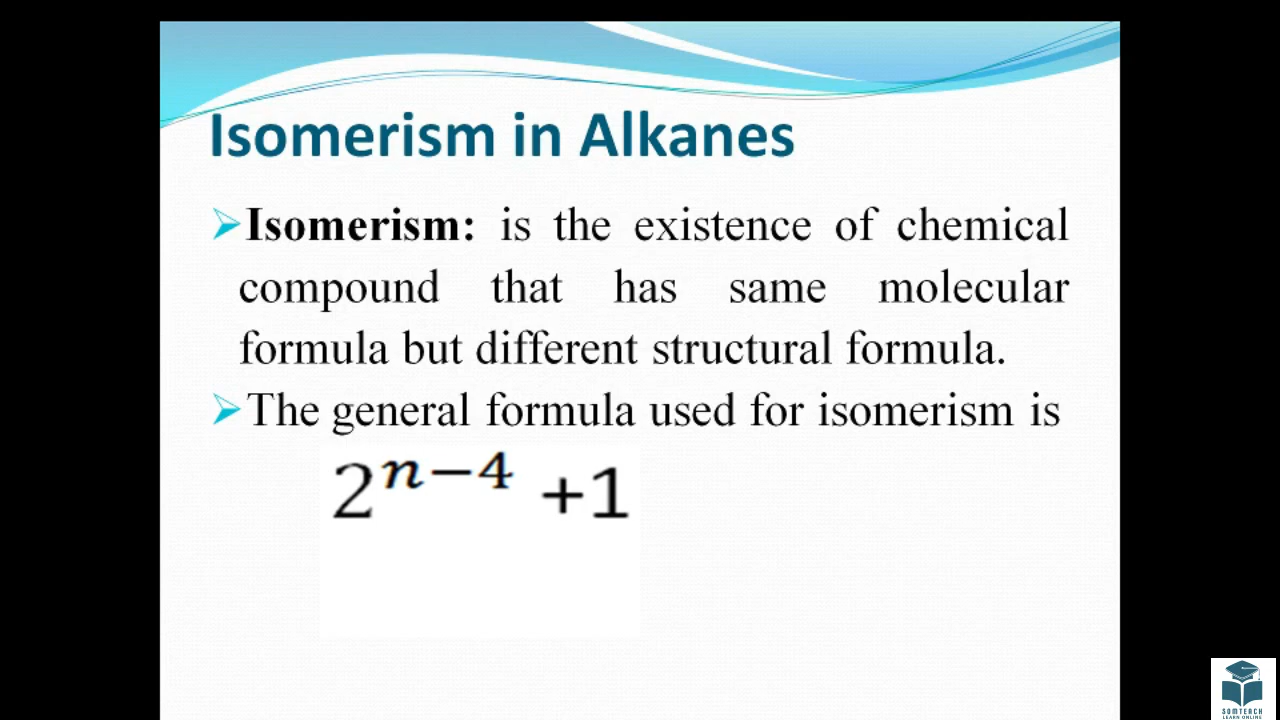 Isomerism in Alkanes
➢Isomerism: is the existence of chemical
compound that has same molecular
formula but different structural formula.
➢The general formula used for isomerism is
2^{n−4} +1
SOMTEACH
LEARN ONLINE